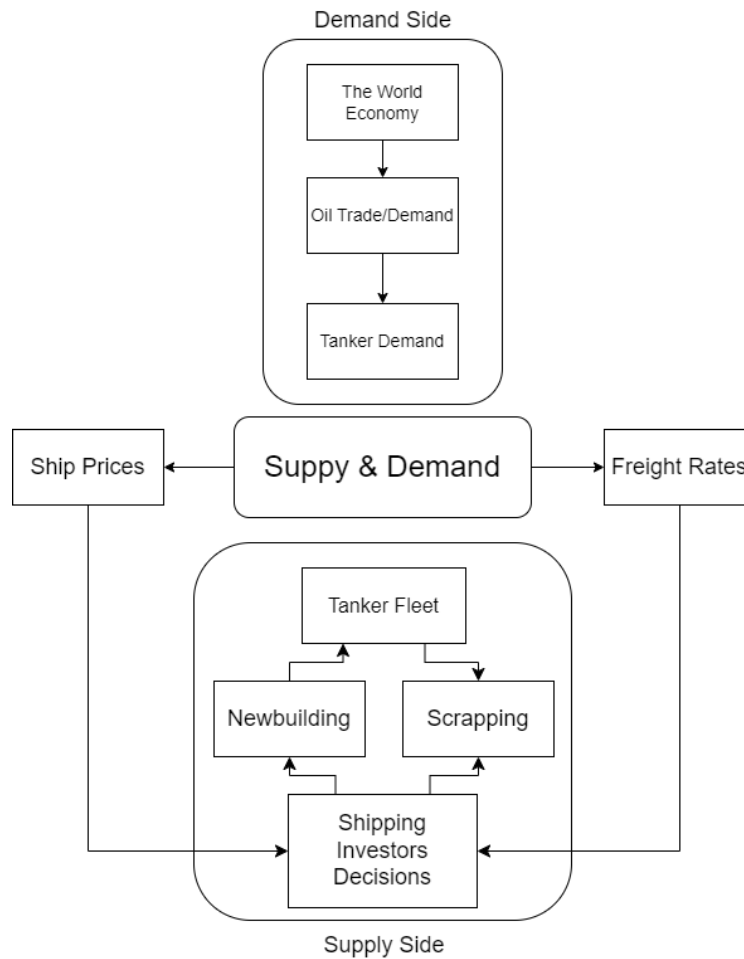 Demand Side
The World
Economy
Oil Trade/Demand
Tanker Demand
Ship Prices
Suppy & Demand
Freight Rates
Tanker Fleet
Newbuilding
Scrapping
Shipping
Investors
Decisions
Supply Side